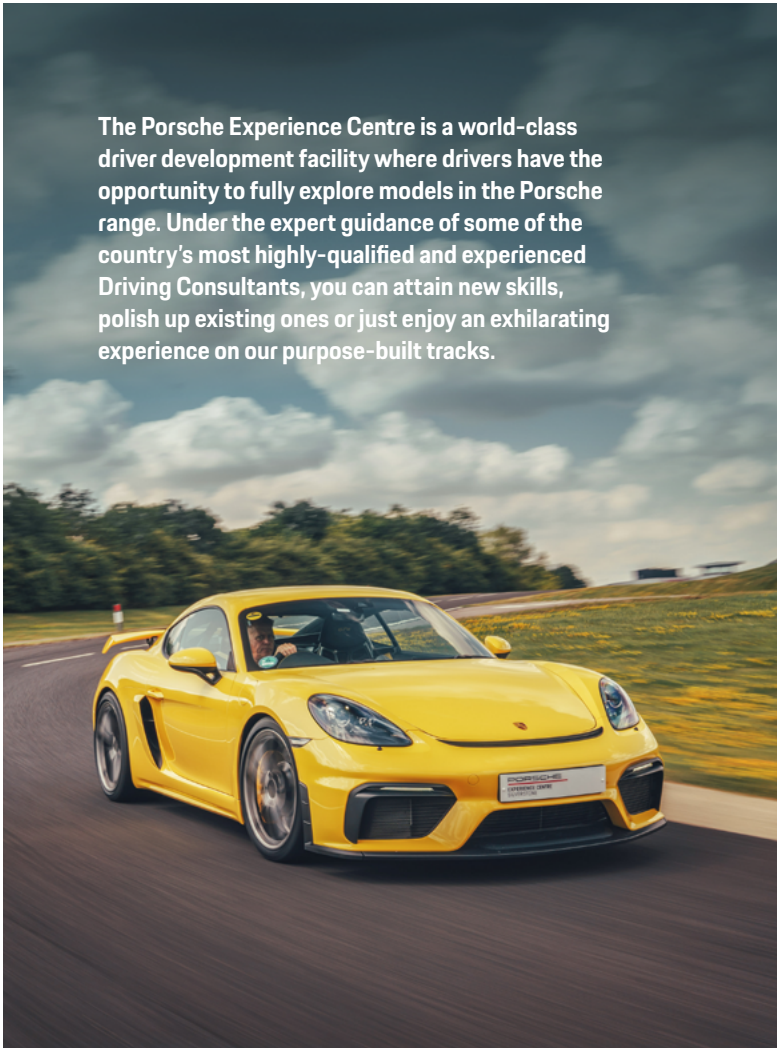 The Porsche Experience Centre is a world-class
driver development facility where drivers have the
opportunity to fully explore models in the Porsche
range. Under the expert guidance of some of the
country’s most highly-qualified and experienced
Driving Consultants, you can attain new skills,
polish up existing ones or just enjoy an exhilarating
experience on our purpose-built tracks.
PORSCHE
EXPERIENCE CENTRE
SILVERSTONE